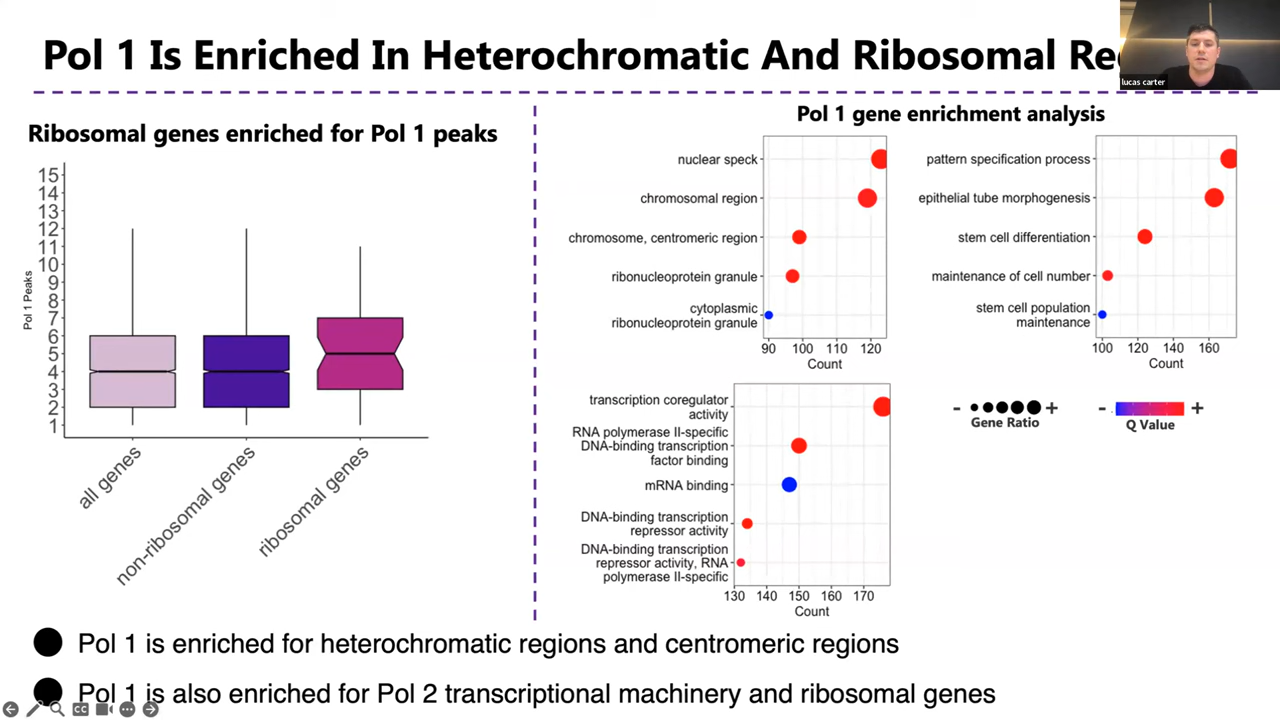 Pol 1 Is Enriched In Heterochromatic And Ribosomal
lucas carter
Ribosomal genes enriched for Pol 1 peaks
Pol 1 Peaks
15
14
13
12
11
10
9
8
7
6
5
4
3
2
1
all genes
non-ribosomal genes
ribosomal genes
Pol 1 gene enrichment analysis
nuclear speck
chromosomal region
chromosome, centromeric region
ribonucleoprotein granule
cytoplasmic
ribonucleoprotein granule
90 100 110 120
Count
pattern specification process
epithelial tube morphogenesis
stem cell differentiation
maintenance of cell number
stem cell population
maintenance
100 120 140 160
Count
transcription coregulator
activity
RNA polymerase II-specific
DNA-binding transcription
factor binding
mRNA binding
DNA-binding transcription
repressor activity
DNA-binding transcription
repressor activity, RNA
polymerase II-specific
130 140 150 160 170
Count
- +
Gene Ratio
- +
Q Value
Pol 1 is enriched for heterochromatic regions and centromeric regions
Pol 1 is also enriched for Pol 2 transcriptional machinery and ribosomal genes
CC